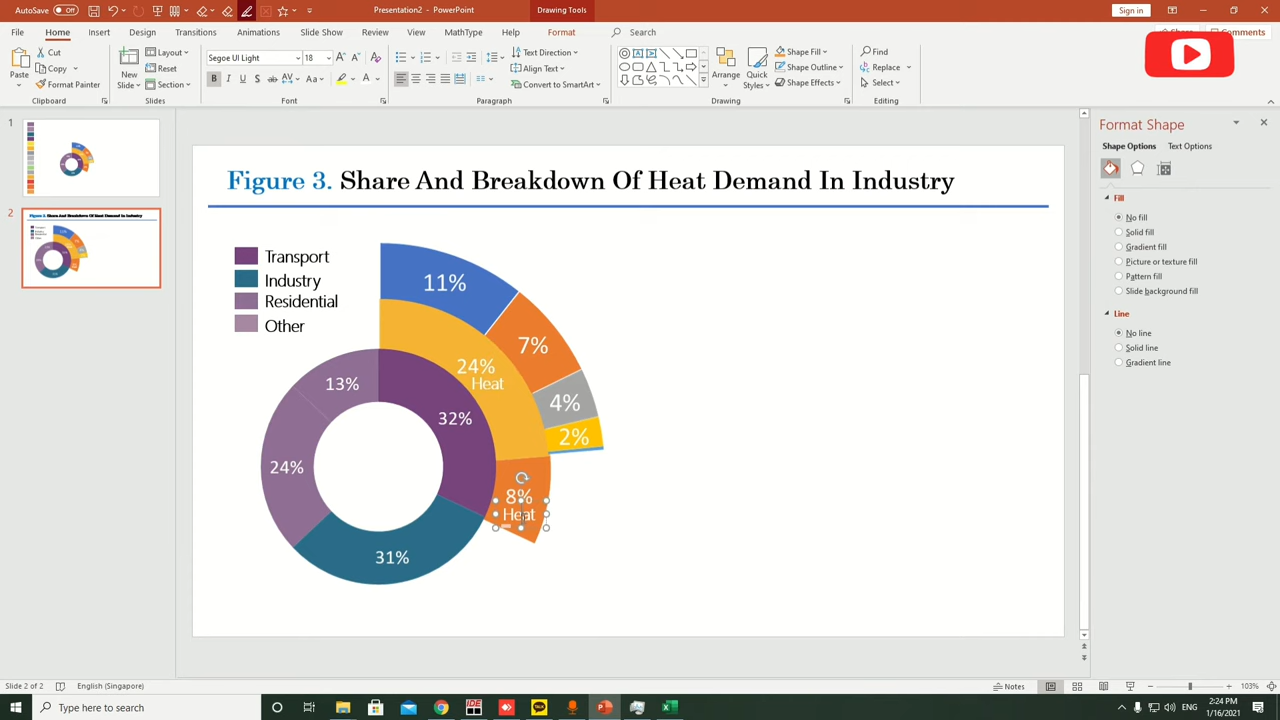 AutoSave Off
Presentation2 - PowerPoint
Drawing Tools
Sign in
File Home Insert Design Transitions Animations Slide Show Review View MathType Help Format Search
Comments
Paste
Cut
Copy
Format Painter
Clipboard
New Slide
Layout
Reset
Section
Slides
Segoe UI Light 18
Font
Text Direction
Align Text
Convert to SmartArt
Paragraph
Arrange
Quick Styles
Shape Fill
Shape Outline
Shape Effects
Drawing
Find
Replace
Select
Editing
1
2
Figure 3. Share And Breakdown Of Heat Demand In Industry
Transport
Industry
Residential
Other
11%
7%
4%
2%
24%
Heat
13%
32%
24%
8%
Heat
31%
Format Shape
Shape Options Text Options
Fill
No fill
Solid fill
Gradient fill
Picture or texture fill
Pattern fill
Slide background fill
Line
No line
Solid line
Gradient line
Slide 2 of 2 English (Singapore)
Notes
103%
Type here to search
ENG
2:24 PM
1/16/2021